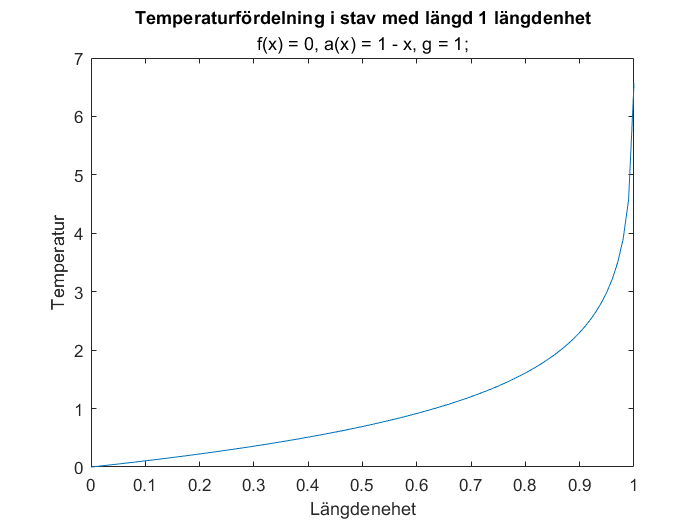 Temperaturfördelning i stav med längd 1 längdenhet
f(x) = 0, a(x) = 1 - x, g = 1;
7
6
5
4
3
2
1
0
Temperatur
0 0.1 0.2 0.3 0.4 0.5 0.6 0.7 0.8 0.9 1
Längdenehet